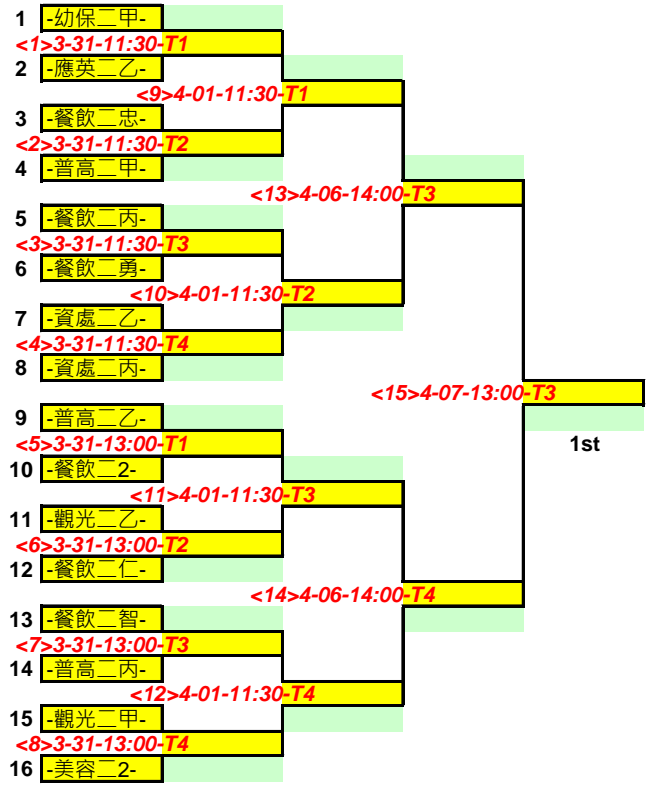 1 -幼保二甲-
<1>3-31-11:30-T1
2 -應英二乙-
<9>4-01-11:30-T1
3 -餐飲二忠-
<2>3-31-11:30-T2
4 -普高二甲-
<13>4-06-14:00-T3
5 -餐飲二丙-
<3>3-31-11:30-T3
6 -餐飲二勇-
<10>4-01-11:30-T2
7 -資處二乙-
<4>3-31-11:30-T4
8 -資處二丙-
<15>4-07-13:00-T3
9 -普高二乙-
<5>3-31-13:00-T1
1st
10 -餐飲二2-
<11>4-01-11:30-T3
11 -觀光二乙-
<6>3-31-13:00-T2
12 -餐飲二仁-
<14>4-06-14:00-T4
13 -餐飲二智-
<7>3-31-13:00-T3
14 -普高二丙-
<12>4-01-11:30-T4
15 -觀光二甲-
<8>3-31-13:00-T4
16 -美容二2-